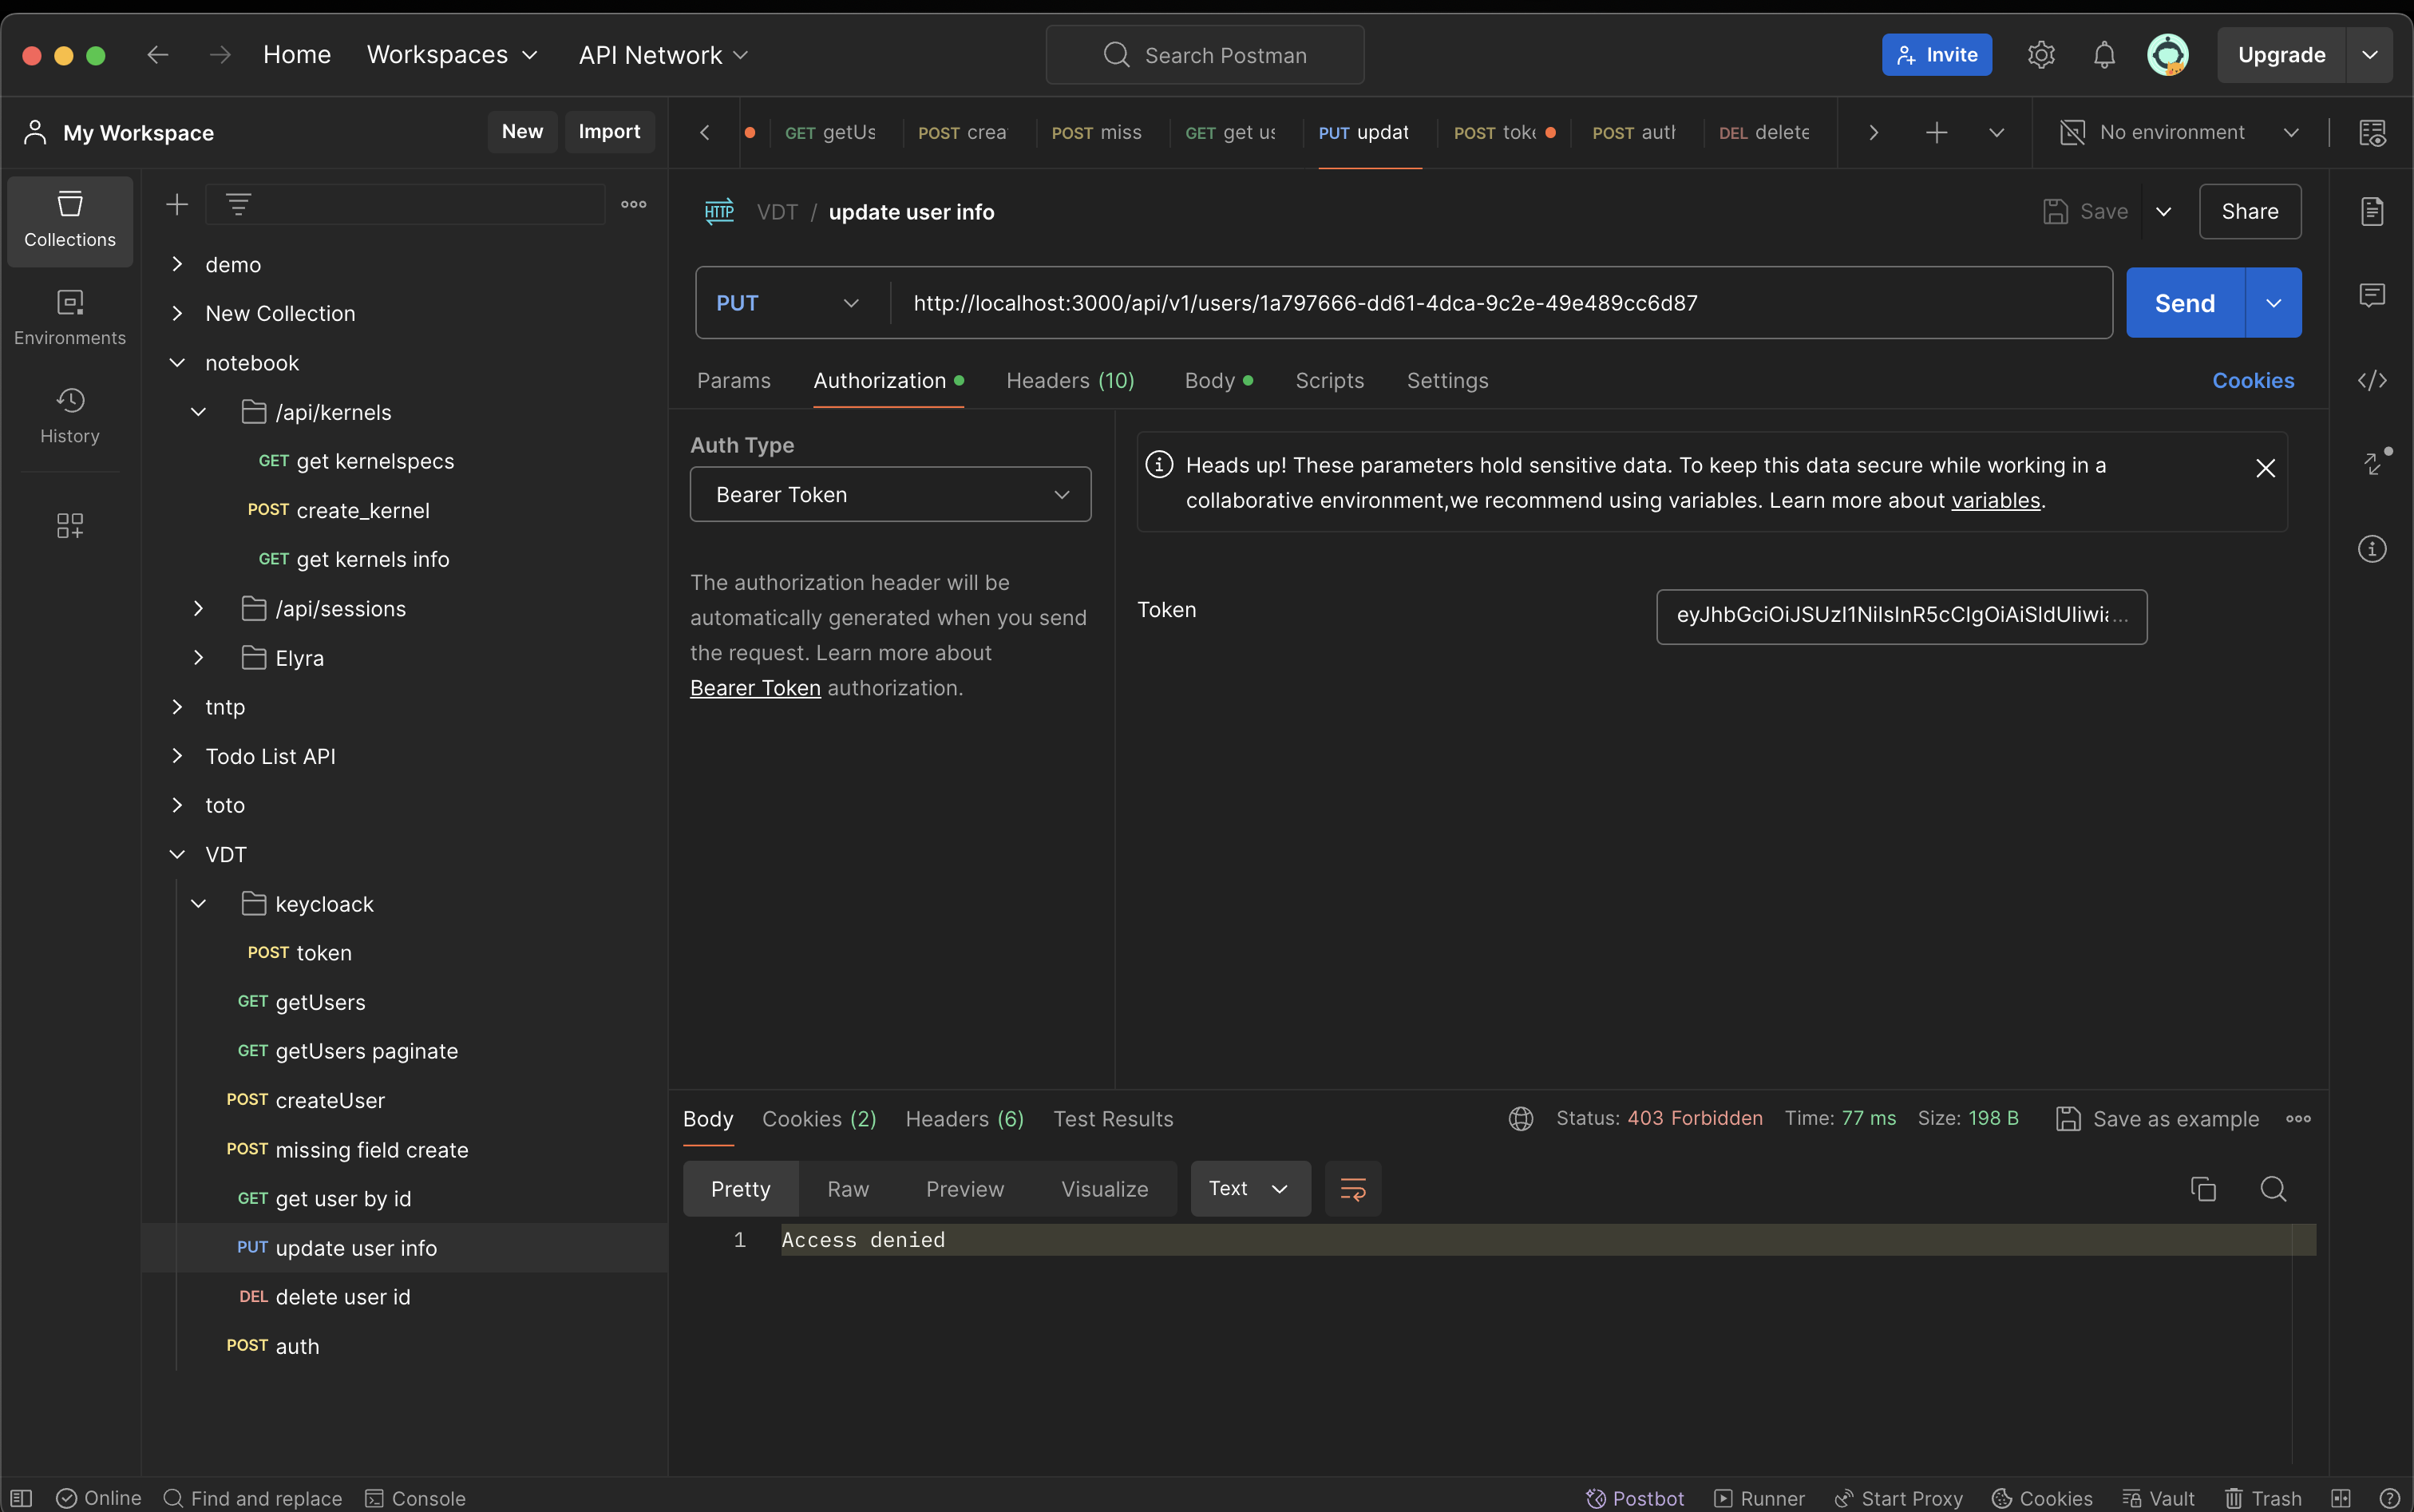 Home Workspaces API Network Search Postman Invite Upgrade
My Workspace New Import
GET getUs POST crea POST miss GET get us PUT updat POST toke POST auth DEL delete No environment
Collections
Environments
History
demo
New Collection
notebook
/api/kernels
GET get kernelspecs
POST create_kernel
GET get kernels info
/api/sessions
Elyra
tntp
Todo List API
toto
VDT
keycloack
POST token
GET getUsers
GET getUsers paginate
POST createUser
POST missing field create
GET get user by id
PUT update user info
DEL delete user id
POST auth
HTTP VDT / update user info Save Share
PUT http://localhost:3000/api/v1/users/1a797666-dd61-4dca-9c2e-49e489cc6d87 Send
Params Authorization Headers (10) Body Scripts Settings Cookies
Auth Type
Bearer Token
The authorization header will be
automatically generated when you send
the request. Learn more about
Bearer Token authorization.
Heads up! These parameters hold sensitive data. To keep this data secure while working in a
collaborative environment,we recommend using variables. Learn more about variables.
Token
Body Cookies (2) Headers (6) Test Results Status: 403 Forbidden Time: 77 ms Size: 198 B Save as example
Pretty Raw Preview Visualize Text
1 Access denied
Online Find and replace Console Postbot Runner Start Proxy Cookies Vault Trash